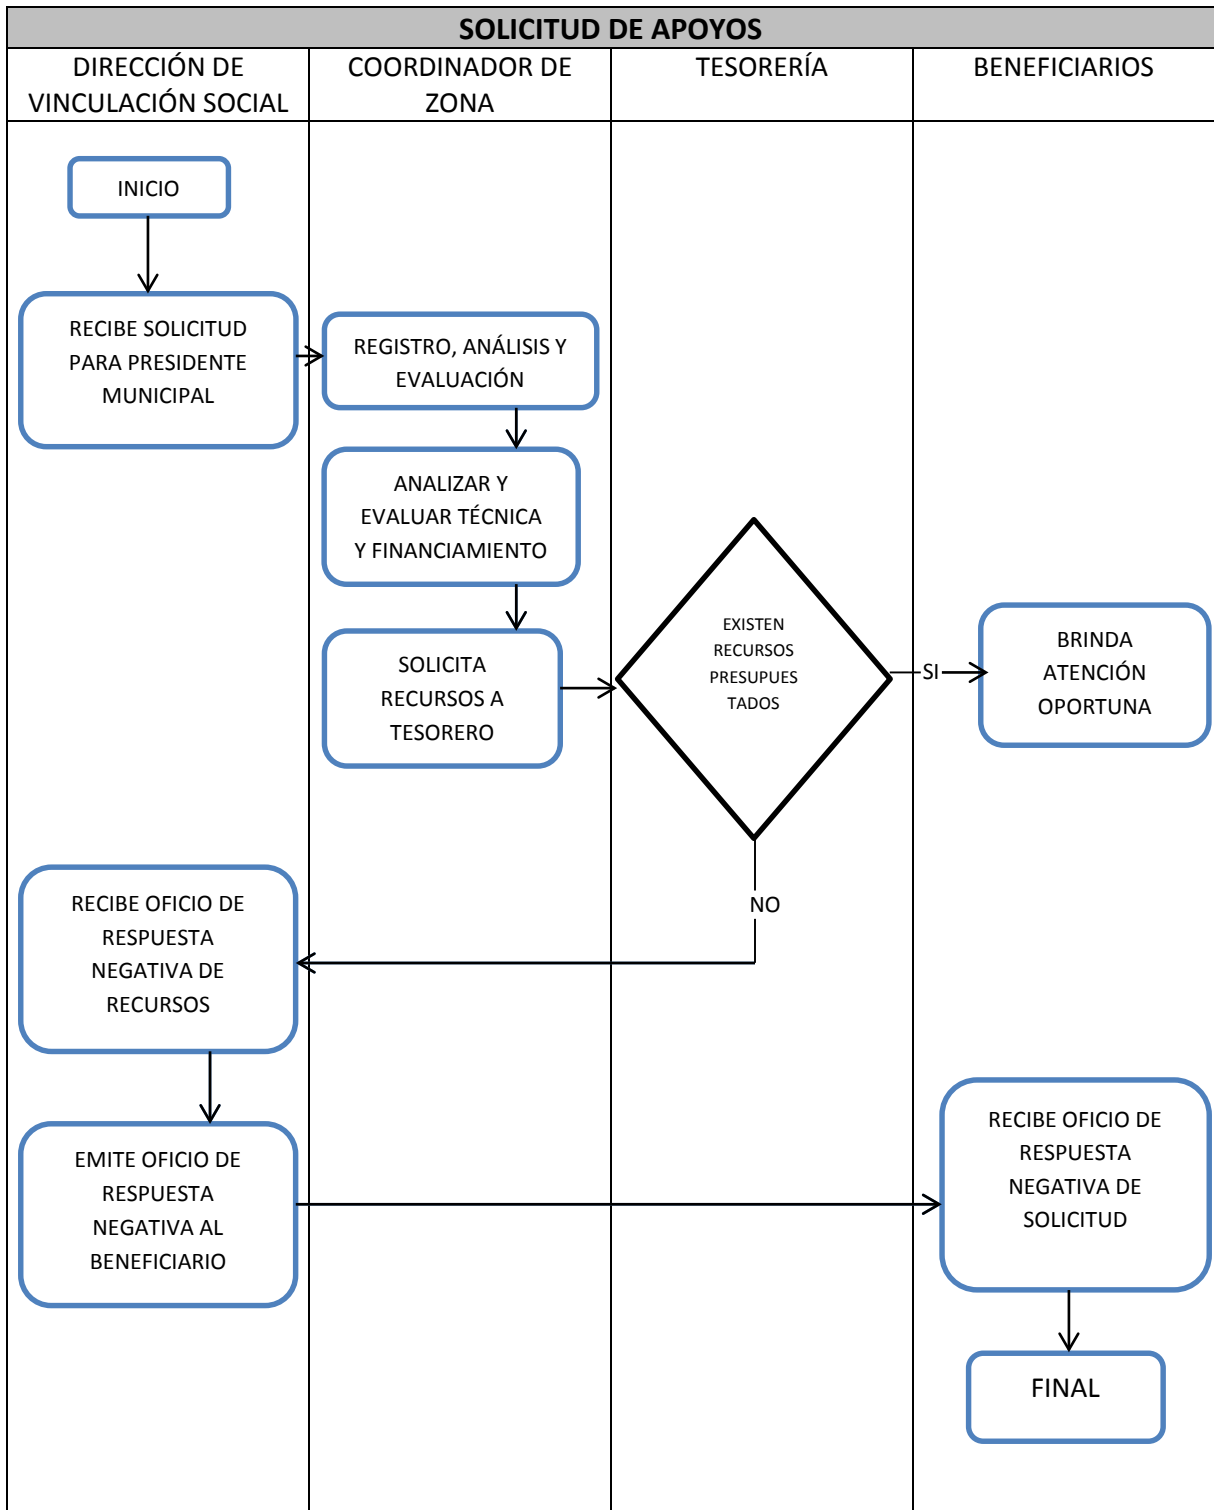 SOLICITUD DE APOYOS
DIRECCIÓN DE
VINCULACIÓN SOCIAL
COORDINADOR DE
ZONA
TESORERÍA
BENEFICIARIOS
INICIO
RECIBE SOLICITUD
PARA PRESIDENTE
MUNICIPAL
REGISTRO, ANÁLISIS Y
EVALUACIÓN
ANALIZAR Y
EVALUAR TÉCNICA
Y FINANCIAMIENTO
SOLICITA
RECURSOS A
TESORERO
EXISTEN
RECURSOS
PRESUPUES
TADOS
SI
BRINDA
ATENCIÓN
OPORTUNA
NO
RECIBE OFICIO DE
RESPUESTA
NEGATIVA DE
RECURSOS
EMITE OFICIO DE
RESPUESTA
NEGATIVA AL
BENEFICIARIO
RECIBE OFICIO DE
RESPUESTA
NEGATIVA DE
SOLICITUD
FINAL